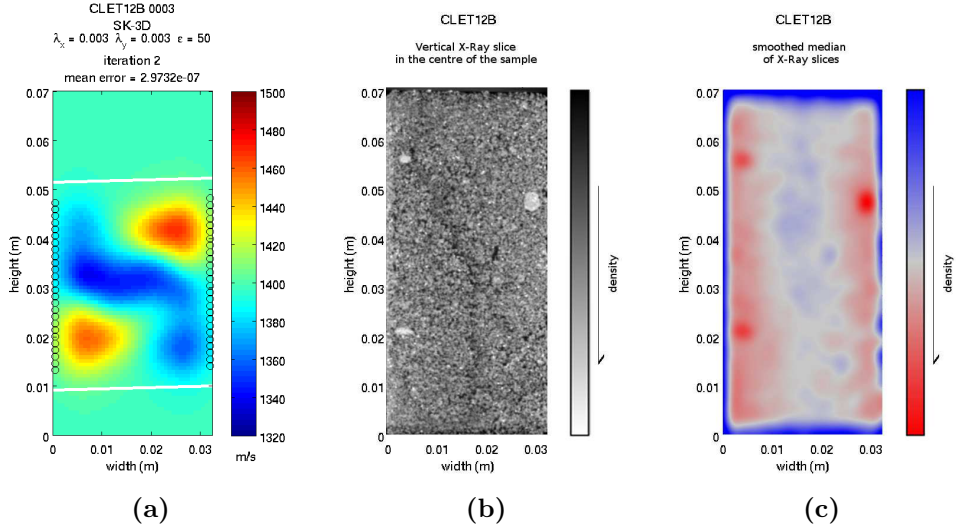 CLET12B 0003
SK-3D
λx = 0.003 λy = 0.003 ε = 50
iteration 2
mean error = 2.9732e-07
0.07
0.06
0.05
0.04
0.03
0.02
0.01
0
height (m)
0 0.01 0.02 0.03
width (m)
1500
1480
1460
1440
1420
1400
1380
1360
1340
1320
m/s
(a)
CLET12B
Vertical X-Ray slice
in the centre of the sample
0.07
0.06
0.05
0.04
0.03
0.02
0.01
0
height (m)
0 0.01 0.02 0.03
width (m)
density
(b)
CLET12B
smoothed median
of X-Ray slices
0.07
0.06
0.05
0.04
0.03
0.02
0.01
0
height (m)
0 0.01 0.02 0.03
width (m)
density
(c)